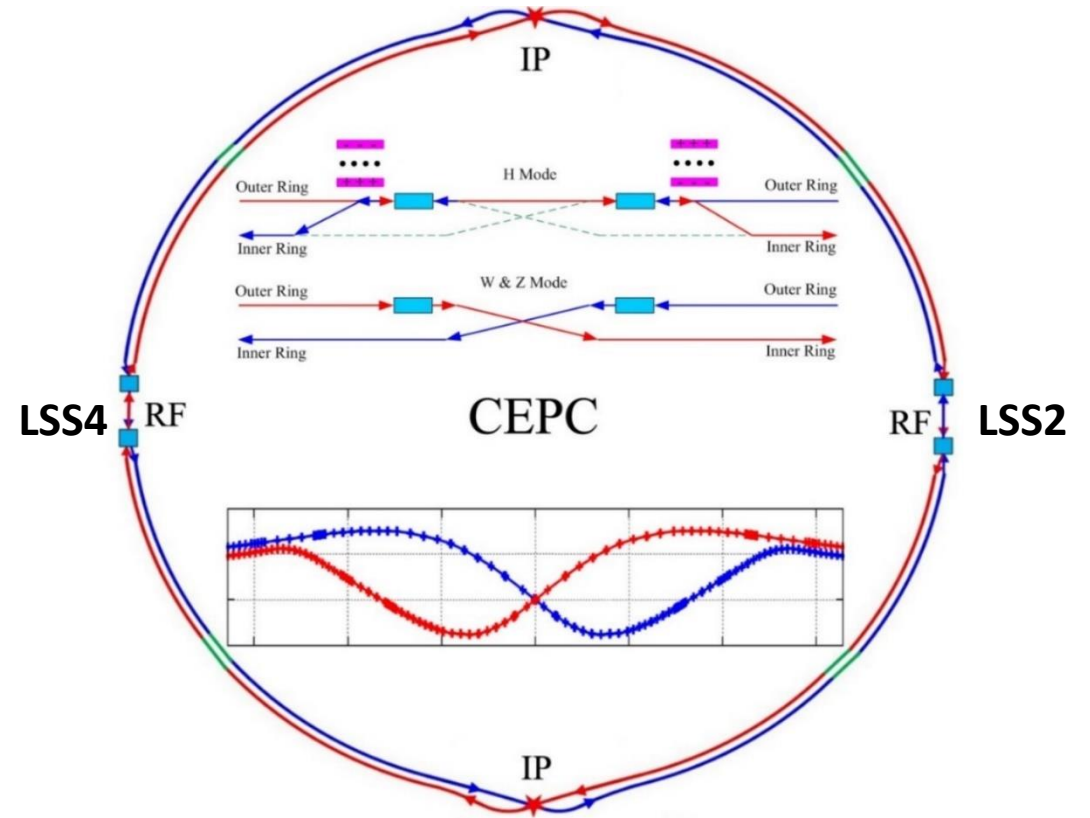 IP
- - -
+ + +
H Mode
+ + +
- - -
Outer Ring
Outer Ring
Inner Ring
Inner Ring
W & Z Mode
Outer Ring
Outer Ring
Inner Ring
Inner Ring
LSS4
RF
CEPC
RF
LSS2
IP